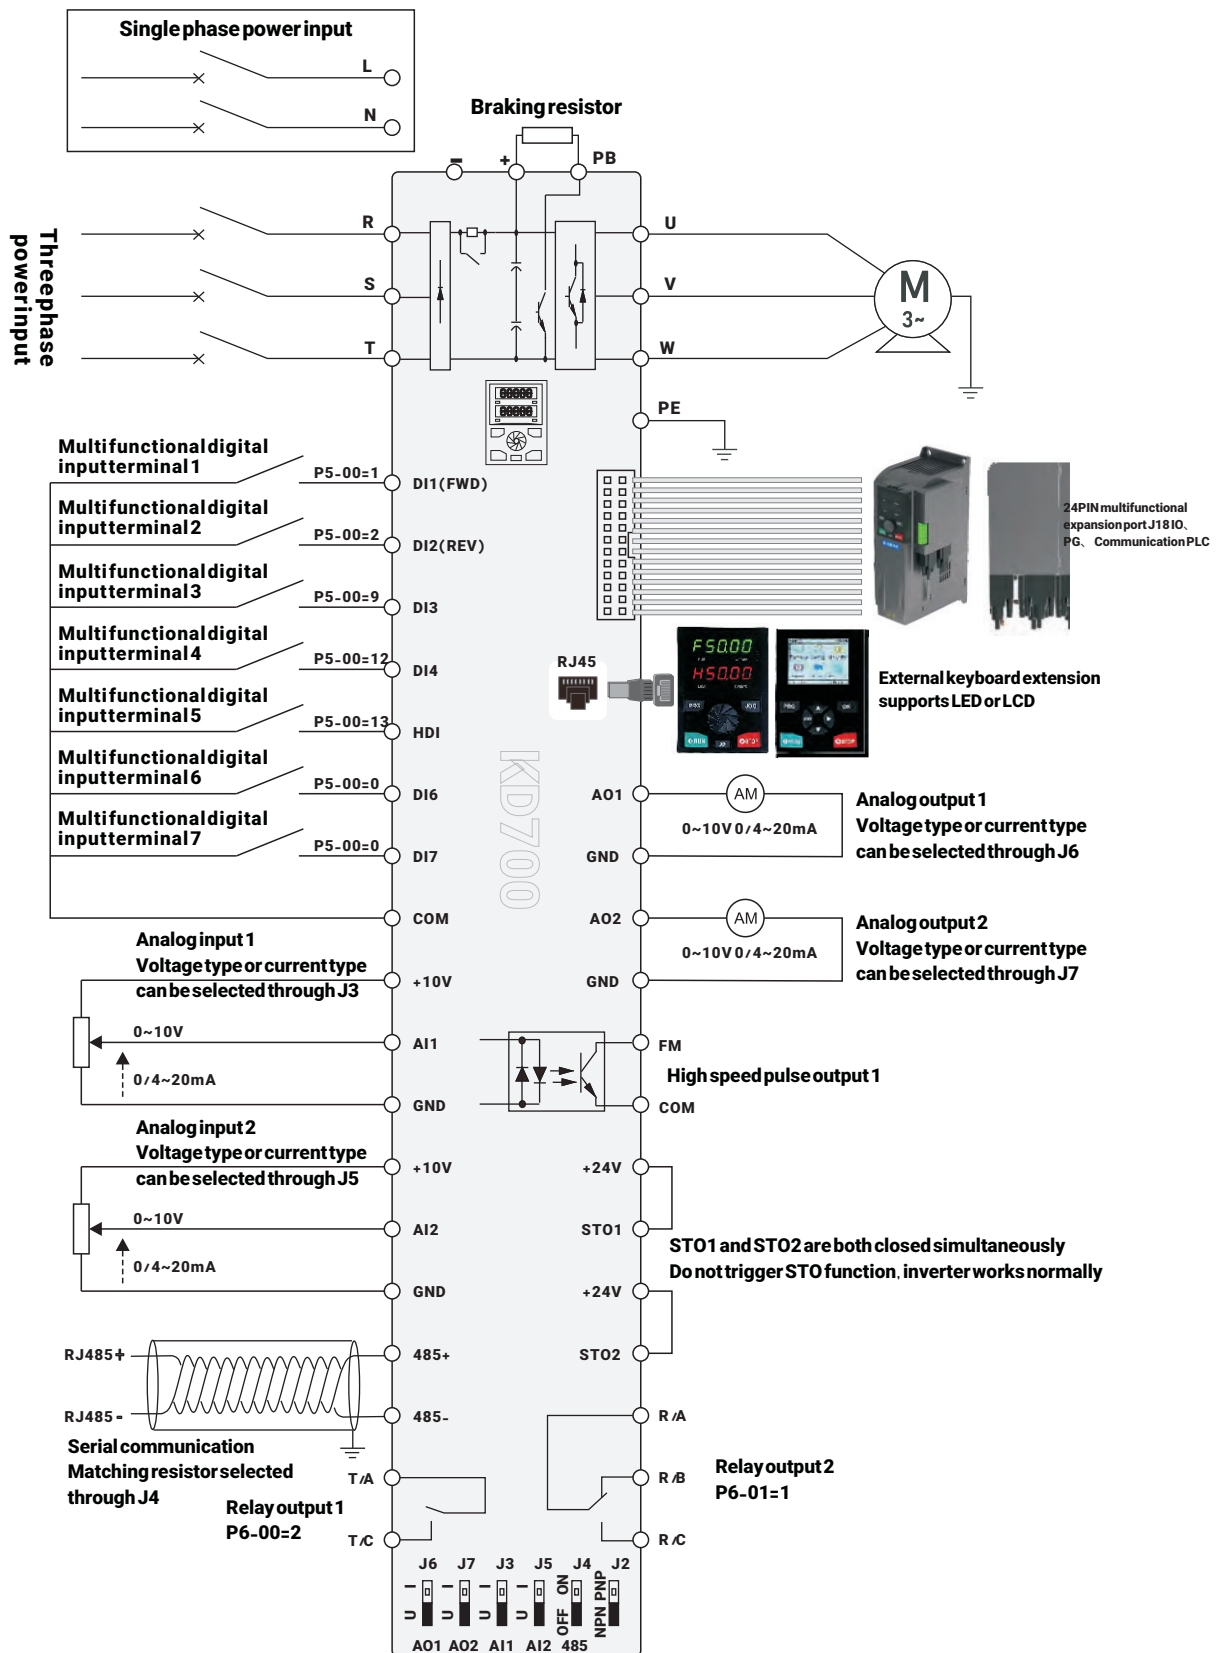 Single phase power input
L
N
Braking resistor
-
+
PB
Three phase
power input
R
S
T
U
V
W
M
3~
PE
00000
00000
Multifunctional digital
input terminal 1
P5-00=1
DI1(FWD)
Multifunctional digital
input terminal 2
P5-00=2
DI2(REV)
Multifunctional digital
input terminal 3
P5-00=9
DI3
Multifunctional digital
input terminal 4
P5-00=12
DI4
Multifunctional digital
input terminal 5
P5-00=13
HDI
Multifunctional digital
input terminal 6
P5-00=0
DI6
Multifunctional digital
input terminal 7
P5-00=0
DI7
COM
24PIN multifunctional
expansion port J18 IO、
PG、 Communication PLC
RJ45
F50.00
H50.00
External keyboard extension
supports LED or LCD
KD700
AO1
AM
0~10V 0/4~20mA
GND
Analog output 1
Voltage type or current type
can be selected through J6
AO2
AM
0~10V 0/4~20mA
GND
Analog output 2
Voltage type or current type
can be selected through J7
Analog input 1
Voltage type or current type
can be selected through J3
+10V
0~10V
AI1
0/4~20mA
GND
FM
High speed pulse output 1
COM
Analog input 2
Voltage type or current type
can be selected through J5
+10V
0~10V
AI2
0/4~20mA
GND
+24V
STO1
STO1 and STO2 are both closed simultaneously
Do not trigger STO function, inverter works normally
+24V
STO2
RJ485+
485+
RJ485-
485-
Serial communication
Matching resistor selected
through J4
T/A
Relay output 1
P6-00=2
T/C
R/A
R/B
Relay output 2
P6-01=1
R/C
J6 J7 J3 J5 J4 J2
I I I I ON PNP
U U U U OFF NPN
AO1 AO2 AI1 AI2 485